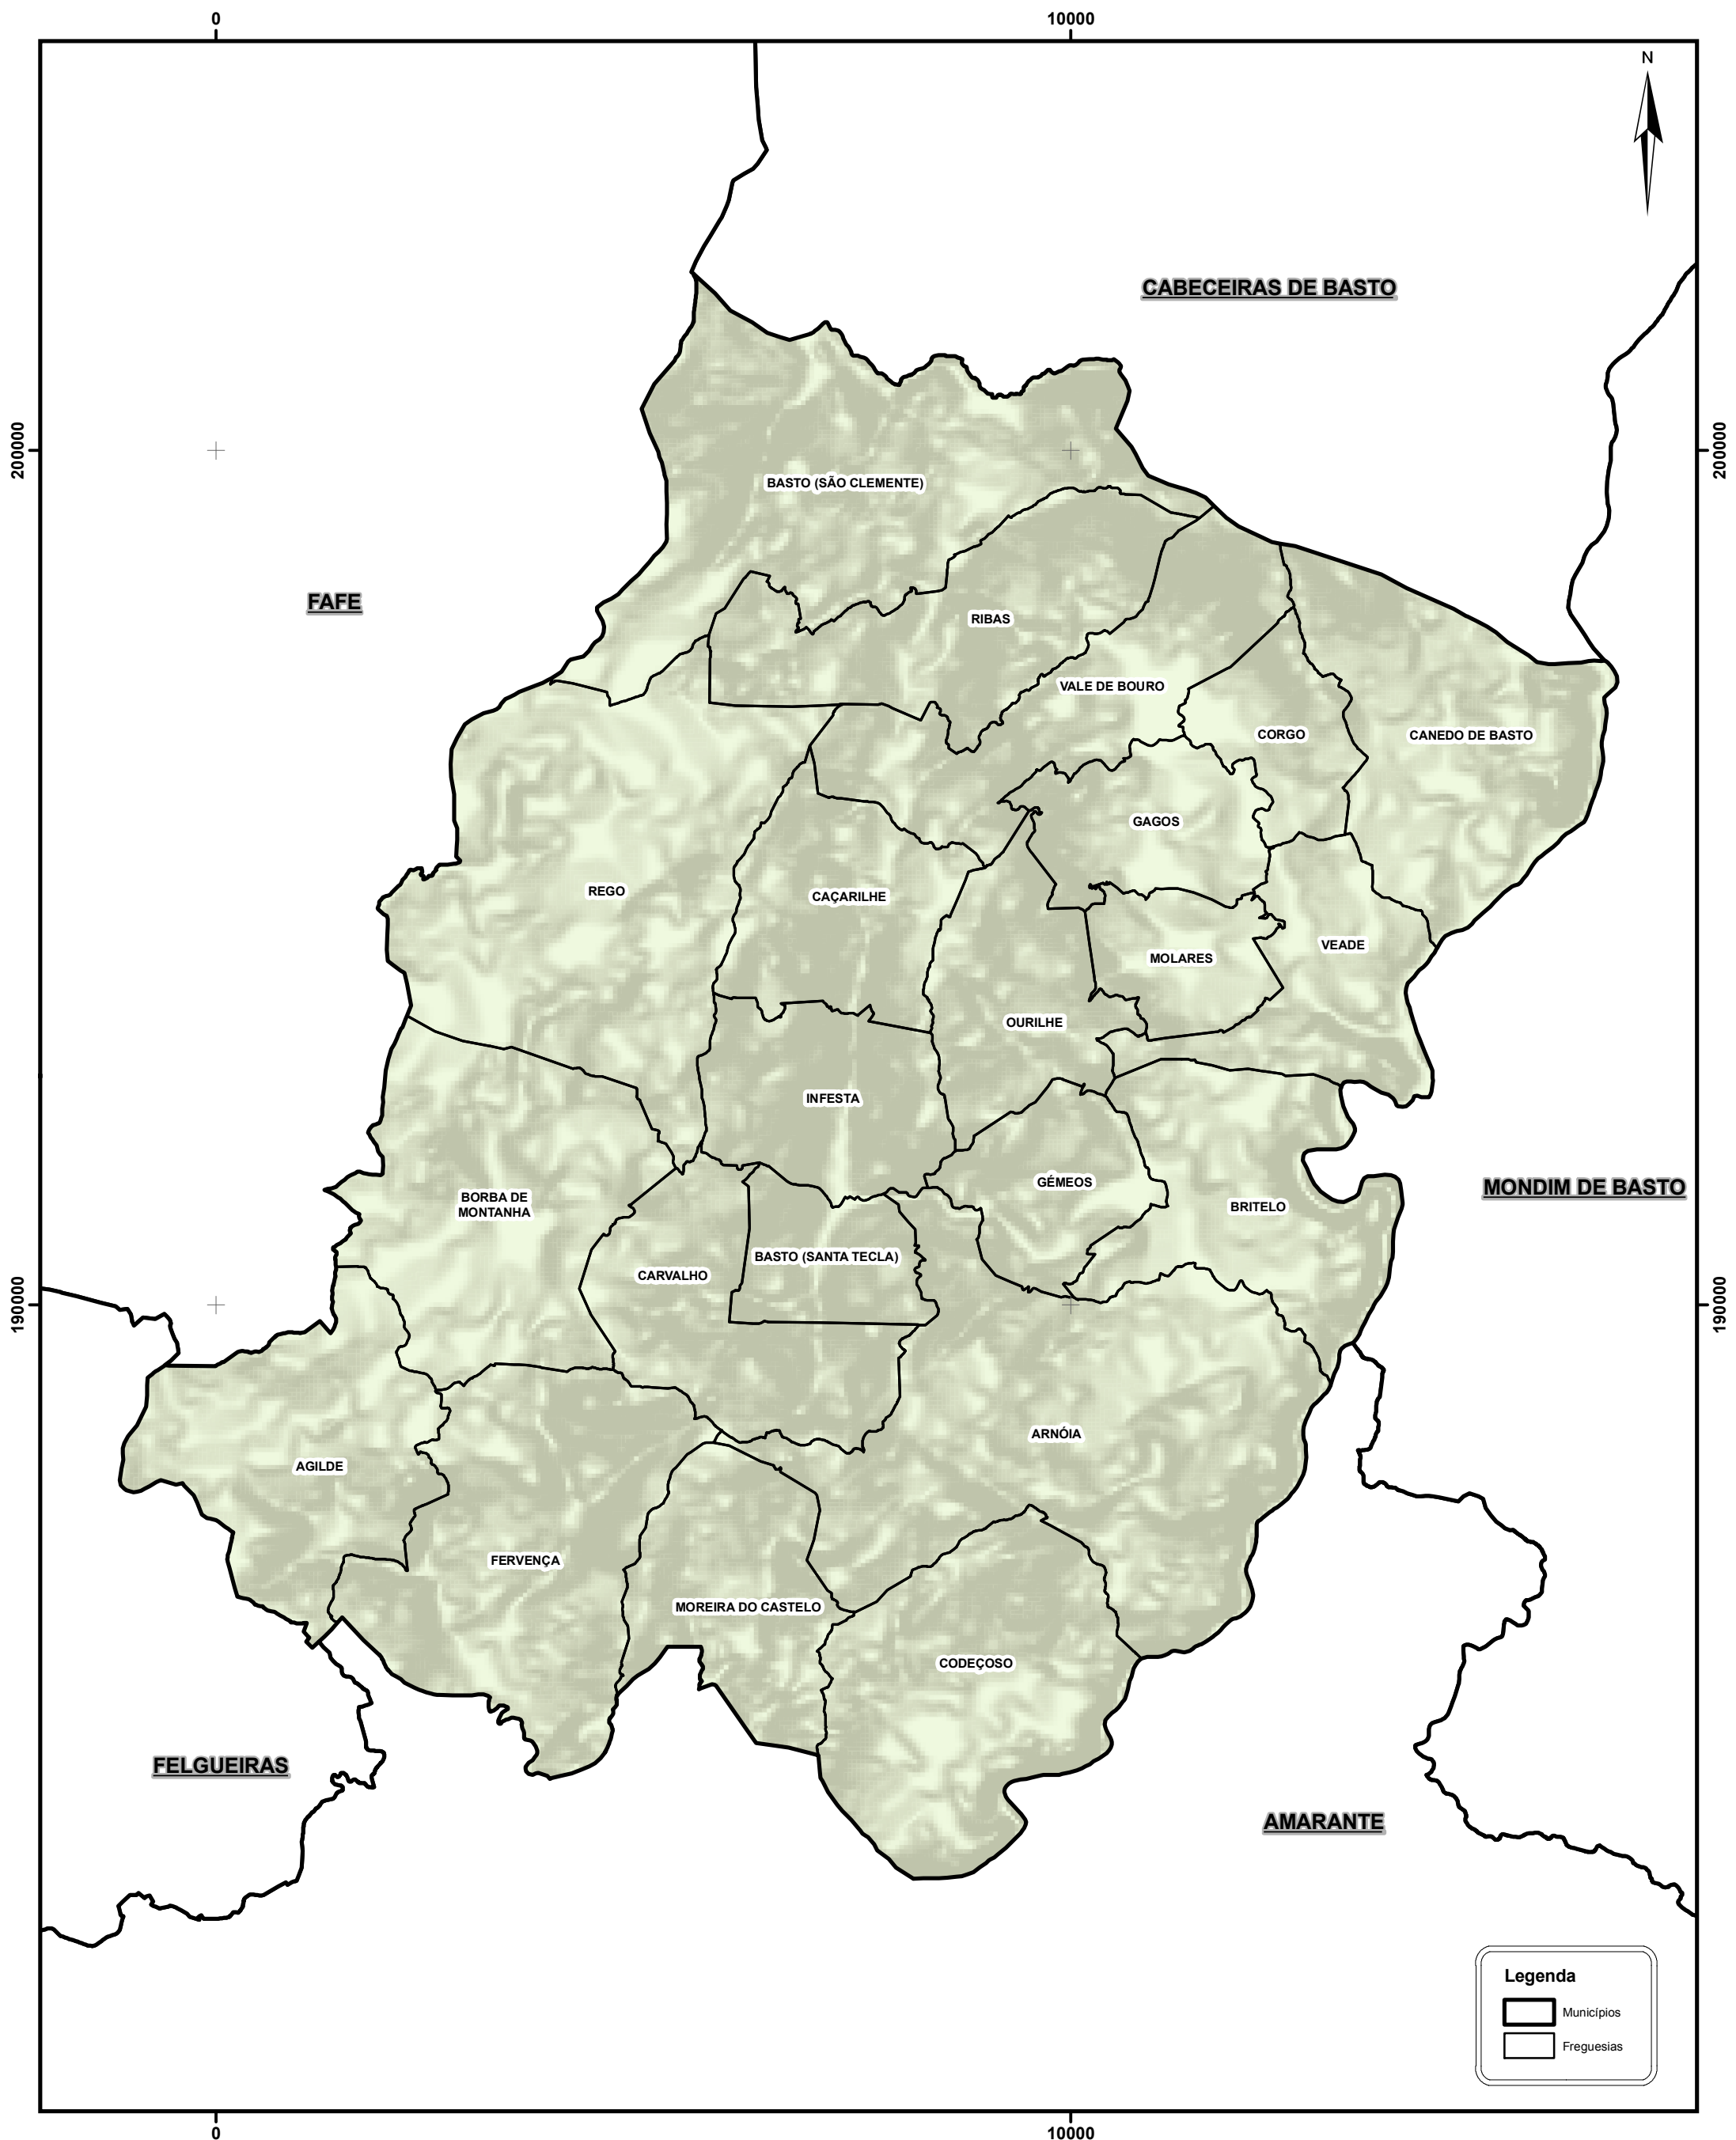 0
10000
N
CABECEIRAS DE BASTO
200000
200000
BASTO (SÃO CLEMENTE)
FAFE
RIBAS
VALE DE BOURO
CORGO
CANEDO DE BASTO
GAGOS
REGO
CAÇARILHE
VEADE
MOLARES
OURILHE
INFESTA
GÉMEOS
MONDIM DE BASTO
BORBA DE
MONTANHA
BRITELO
BASTO (SANTA TECLA)
CARVALHO
190000
190000
ARNÓIA
AGILDE
FERVENÇA
MOREIRA DO CASTELO
CODEÇOSO
FELGUEIRAS
AMARANTE
Legenda
Municípios
Freguesias
0
10000